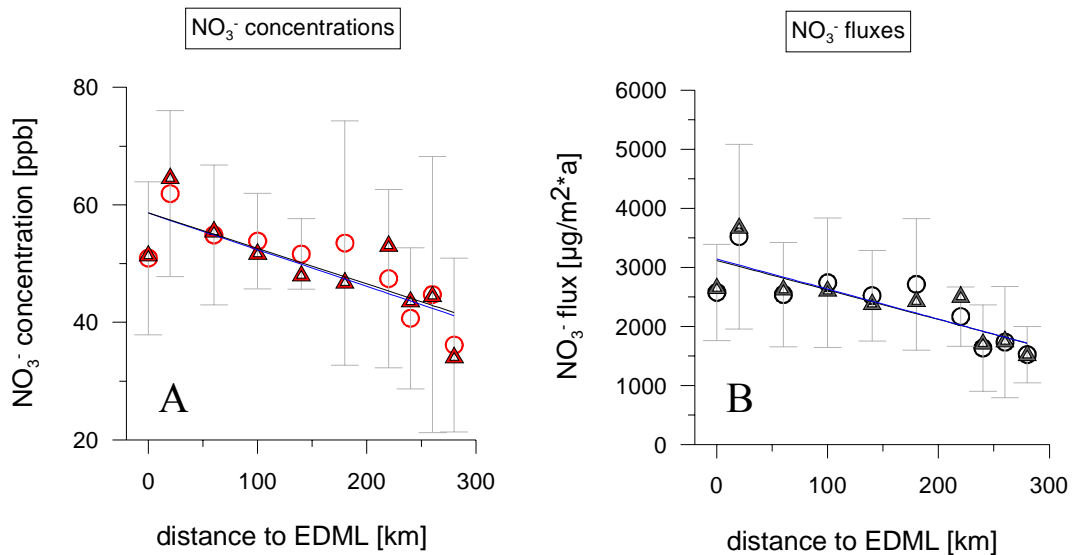 NO₃⁻ concentrations
NO₃⁻ concentration [ppb]
80
60
40
20
A
0
100
200
300
distance to EDML [km]
NO₃⁻ fluxes
NO₃⁻ flux [µg/m²*a]
6000
5000
4000
3000
2000
1000
0
B
0
100
200
300
distance to EDML [km]